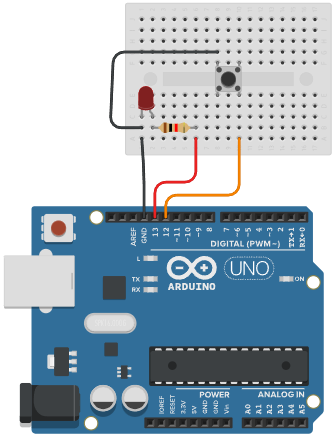 AREF
GND
13
12
~11
~10
~9
8
7
~6
~5
4
~3
2
TX→1
RX←0
DIGITAL (PWM~)
L
TX
RX
ARDUINO
UNO
ON
POWER
ANALOG IN
IOREF
RESET
3.3V
5V
GND
GND
Vin
A0
A1
A2
A3
A4
A5